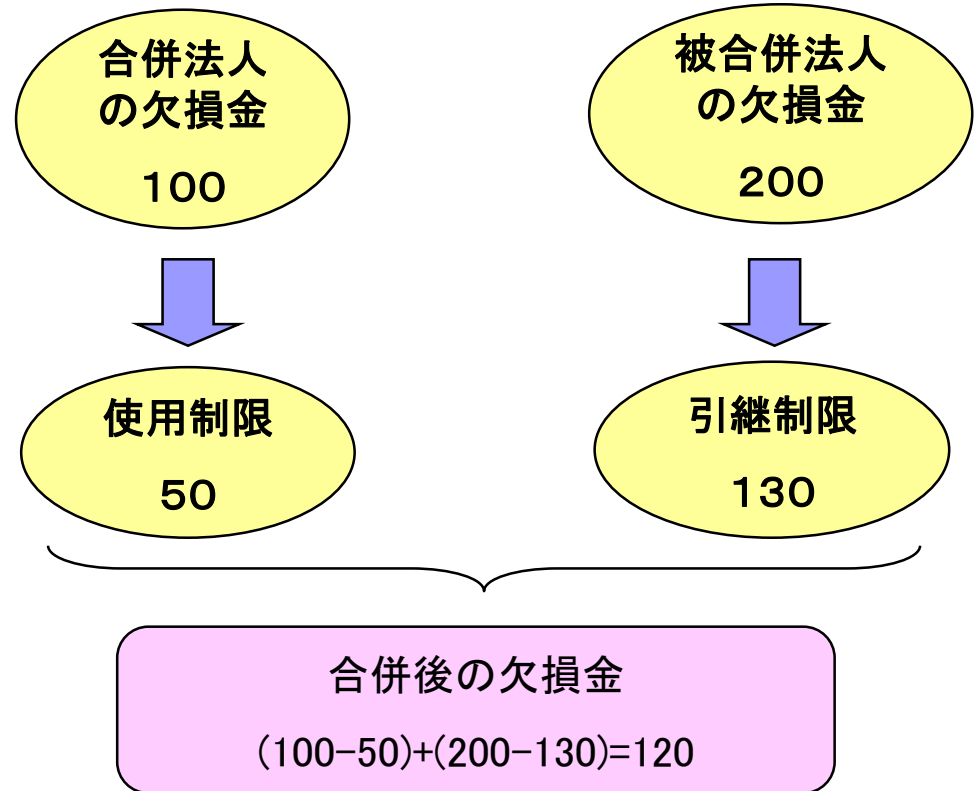 合併法人
の欠損金
100
被合併法人
の欠損金
200
使用制限
50
引継制限
130
合併後の欠損金
(100-50)+(200-130)=120